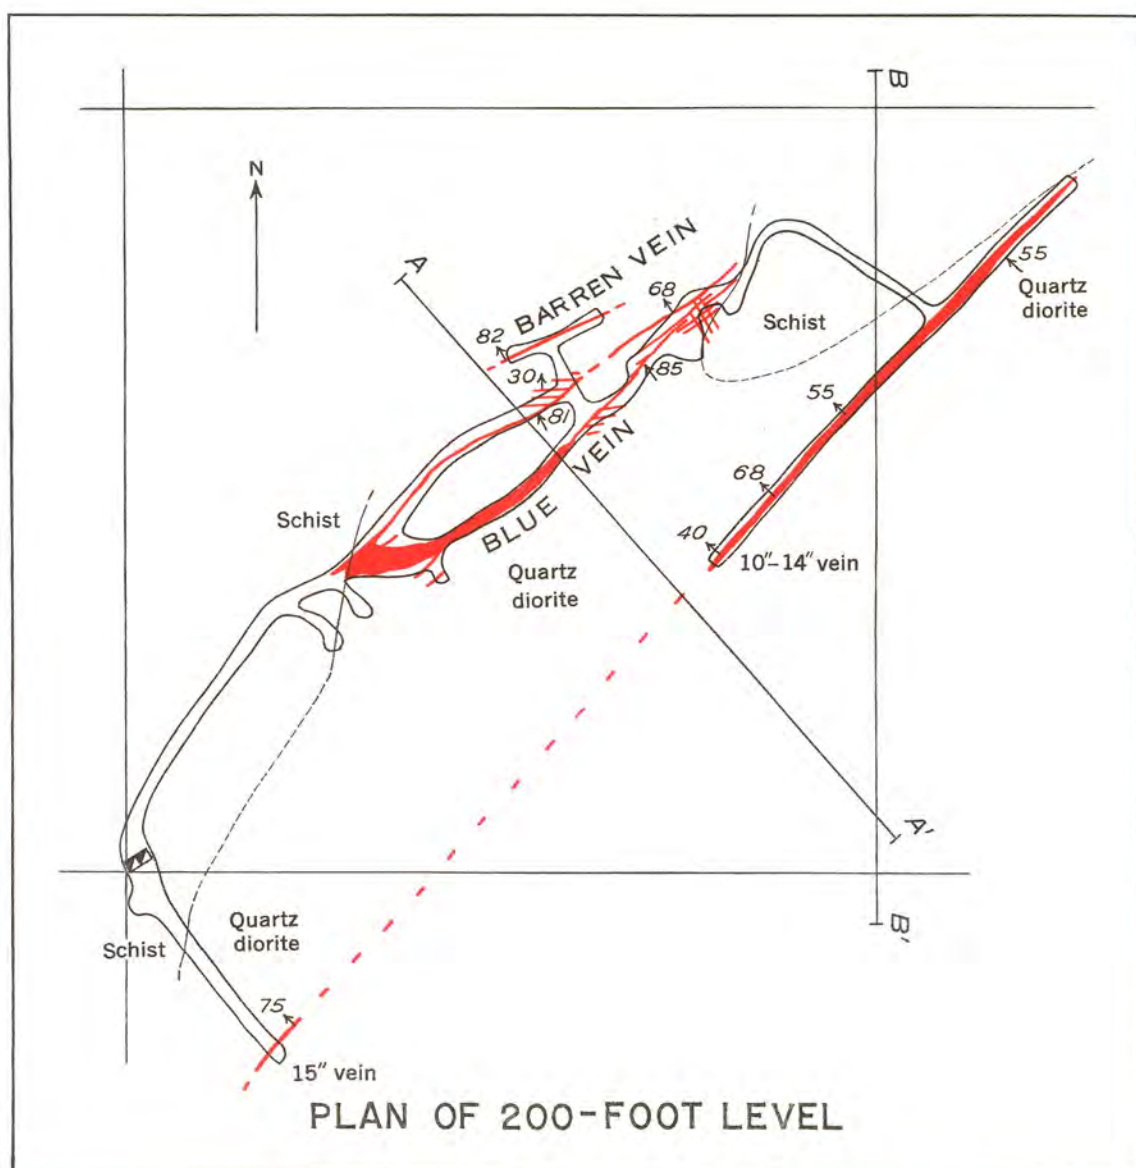 B
N
A
BARREN VEIN
68
55
Quartz
diorite
Schist
82
30
85
81
55
VEIN
BLUE
68
Schist
40
10"–14" vein
Quartz
diorite
A'
Quartz
diorite
B'
Schist
75
15" vein
PLAN OF 200-FOOT LEVEL